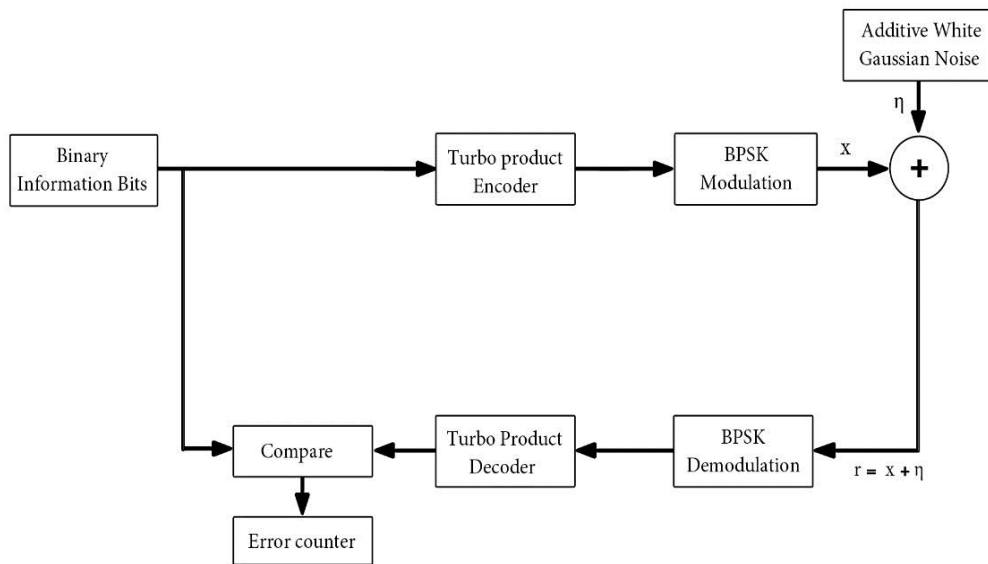 Additive White
Gaussian Noise
η
Binary
Information Bits
Turbo product
Encoder
BPSK
Modulation
x
+
Compare
Turbo Product
Decoder
BPSK
Demodulation
r = x + η
Error counter